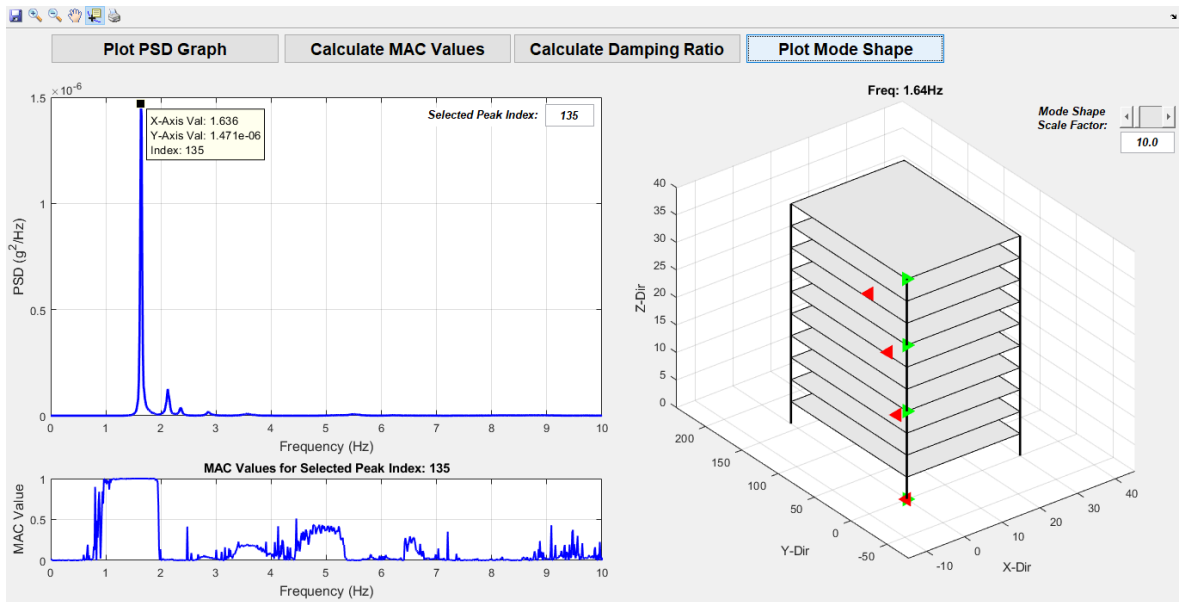 Plot PSD Graph
Calculate MAC Values
Calculate Damping Ratio
Plot Mode Shape
×10⁻⁶
1.5
1
0.5
0
PSD (g²/Hz)
X-Axis Val: 1.636
Y-Axis Val: 1.471e-06
Index: 135
Selected Peak Index: 135
0 1 2 3 4 5 6 7 8 9 10
Frequency (Hz)
MAC Values for Selected Peak Index: 135
1
0.5
0
MAC Value
0 1 2 3 4 5 6 7 8 9 10
Frequency (Hz)
Freq: 1.64Hz
Mode Shape
Scale Factor:
10.0
40
35
30
25
20
15
10
5
0
Z-Dir
200
150
100
50
0
-50
Y-Dir
-10
0
10
20
30
40
X-Dir